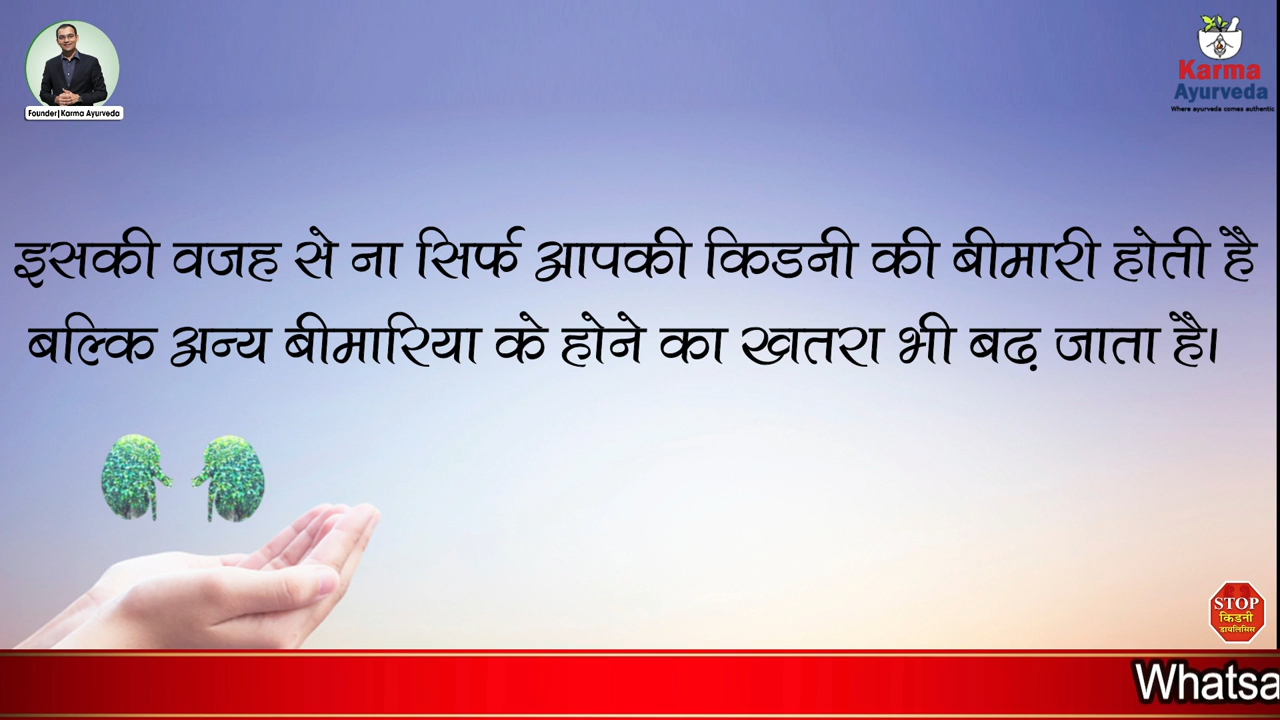 Founder|Karma Ayurveda
Karma
Ayurveda
Where ayurveda comes authentic
इसकी वजह से ना सिर्फ आपकी किडनी की बीमारी होती है
बल्कि अन्य बीमारिया के होने का खतरा भी बढ़ जाता है।
STOP
किडनी
डायलिसिस
Whatsa